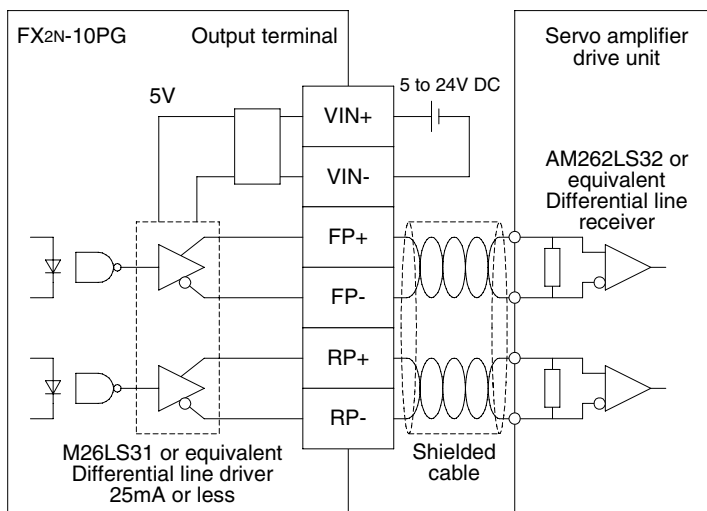 FX2N-10PG
Output terminal
Servo amplifier
drive unit
5 to 24V DC
5V
VIN+
VIN-
FP+
FP-
RP+
RP-
AM262LS32 or
equivalent
Differential line
receiver
M26LS31 or equivalent
Differential line driver
25mA or less
Shielded
cable